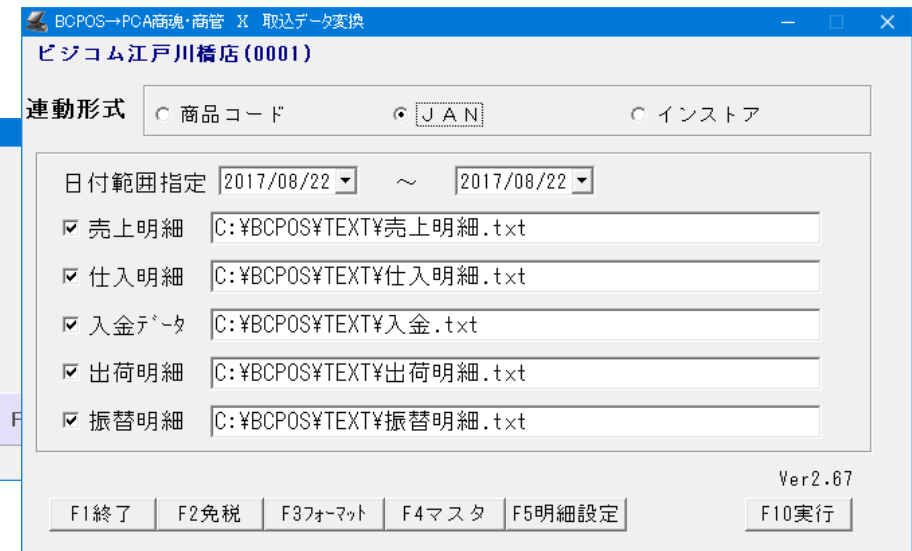 BCPOS→PCA商魂・商管 X 取込データ変換
ビジコム江戸川橋店(0001)
連動形式 商品コード JAN インストア
日付範囲指定 2017/08/22 ～ 2017/08/22
売上明細 C:¥BCPOS¥TEXT¥売上明細.txt
仕入明細 C:¥BCPOS¥TEXT¥仕入明細.txt
入金ﾃﾞｰﾀ C:¥BCPOS¥TEXT¥入金.txt
出荷明細 C:¥BCPOS¥TEXT¥出荷明細.txt
振替明細 C:¥BCPOS¥TEXT¥振替明細.txt
Ver2.67
F
F1終了 F2免税 F3ﾌｫｰﾏｯﾄ F4マスタ F5明細設定 F10実行